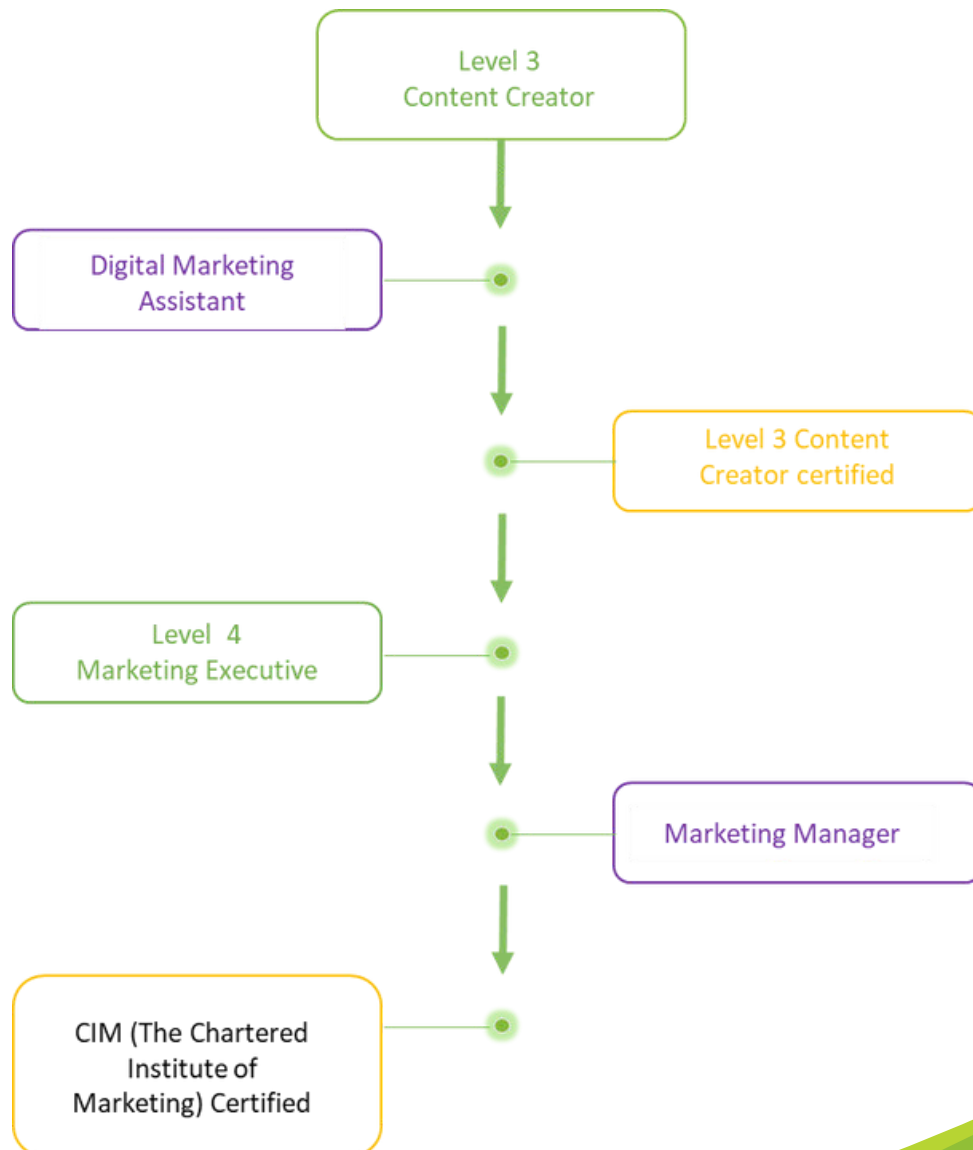 Level 3
Content Creator
Digital Marketing
Assistant
Level 3 Content
Creator certified
Level  4
Marketing Executive
Marketing Manager
CIM (The Chartered
Institute of
Marketing) Certified